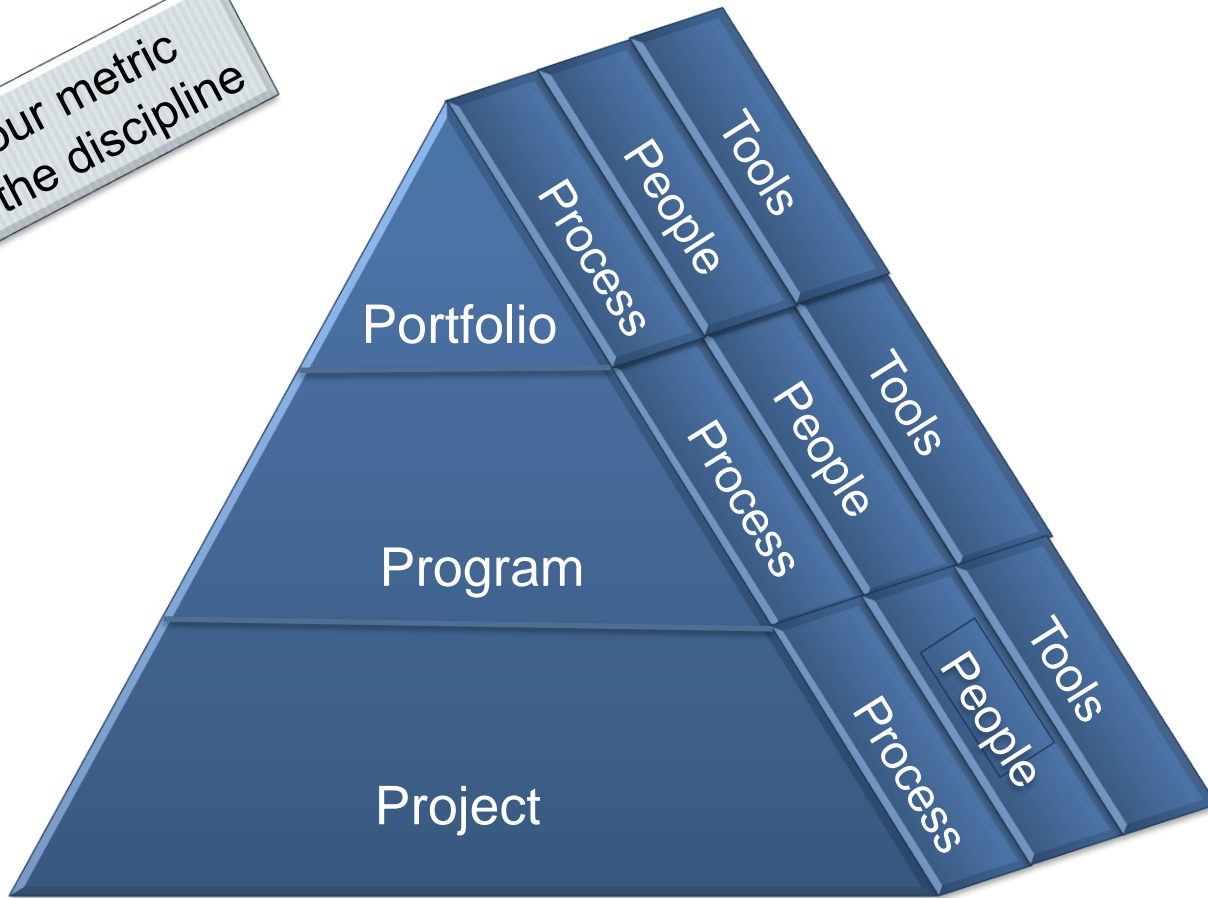 our metric
the discipline
Process
People
Tools
Portfolio
Process
People
Tools
Program
Process
People
Tools
Project